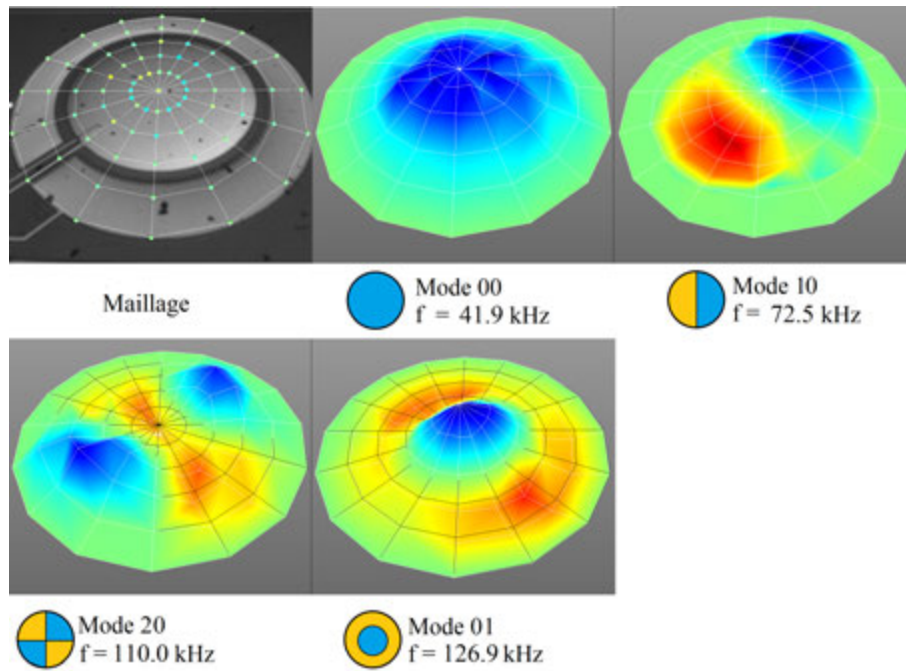 Maillage
Mode 00
f = 41.9 kHz
Mode 10
f = 72.5 kHz
Mode 20
f = 110.0 kHz
Mode 01
f = 126.9 kHz